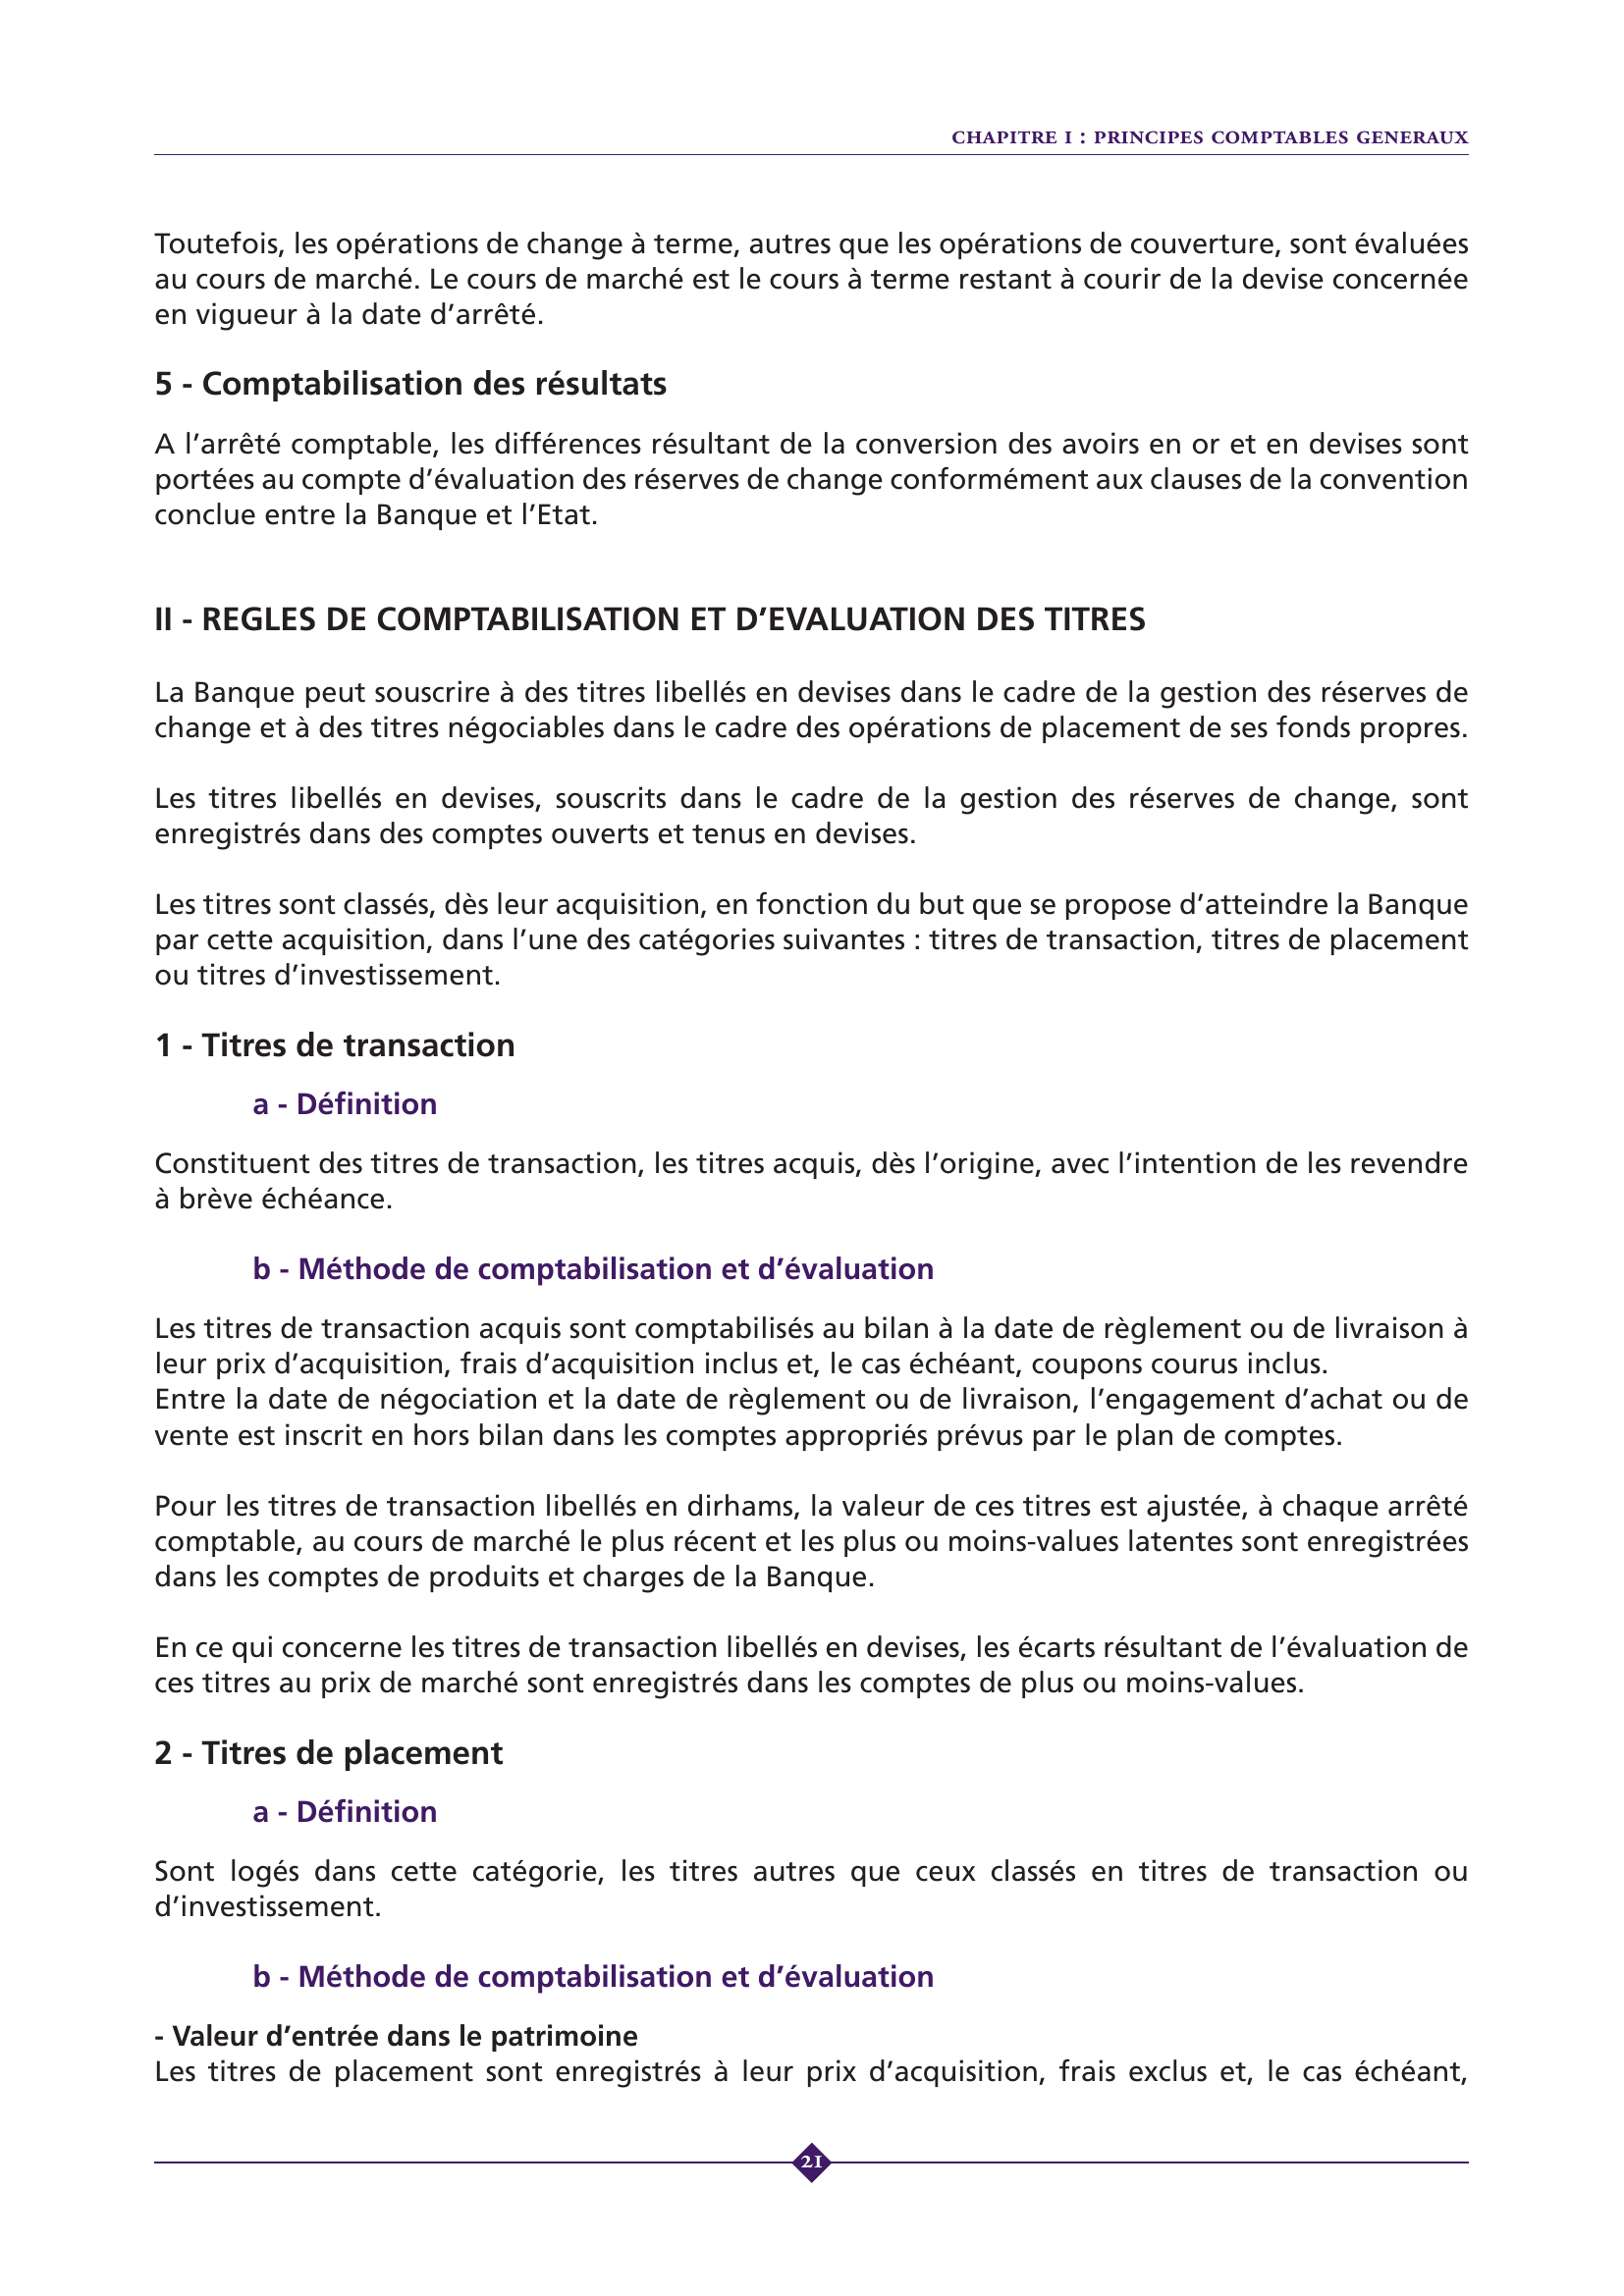 CHAPITRE I : PRINCIPES COMPTABLES GENERAUX
Toutefois, les opérations de change à terme, autres que les opérations de couverture, sont évaluées
au cours de marché. Le cours de marché est le cours à terme restant à courir de la devise concernée
en vigueur à la date d’arrêté.
5 - Comptabilisation des résultats
A l’arrêté comptable, les différences résultant de la conversion des avoirs en or et en devises sont
portées au compte d’évaluation des réserves de change conformément aux clauses de la convention
conclue entre la Banque et l’Etat.
II - REGLES DE COMPTABILISATION ET D’EVALUATION DES TITRES
La Banque peut souscrire à des titres libellés en devises dans le cadre de la gestion des réserves de
change et à des titres négociables dans le cadre des opérations de placement de ses fonds propres.
Les titres libellés en devises, souscrits dans le cadre de la gestion des réserves de change, sont
enregistrés dans des comptes ouverts et tenus en devises.
Les titres sont classés, dès leur acquisition, en fonction du but que se propose d’atteindre la Banque
par cette acquisition, dans l’une des catégories suivantes : titres de transaction, titres de placement
ou titres d’investissement.
1 - Titres de transaction
a - Définition
Constituent des titres de transaction, les titres acquis, dès l’origine, avec l’intention de les revendre
à brève échéance.
b - Méthode de comptabilisation et d’évaluation
Les titres de transaction acquis sont comptabilisés au bilan à la date de règlement ou de livraison à
leur prix d’acquisition, frais d’acquisition inclus et, le cas échéant, coupons courus inclus.
Entre la date de négociation et la date de règlement ou de livraison, l’engagement d’achat ou de
vente est inscrit en hors bilan dans les comptes appropriés prévus par le plan de comptes.
Pour les titres de transaction libellés en dirhams, la valeur de ces titres est ajustée, à chaque arrêté
comptable, au cours de marché le plus récent et les plus ou moins-values latentes sont enregistrées
dans les comptes de produits et charges de la Banque.
En ce qui concerne les titres de transaction libellés en devises, les écarts résultant de l’évaluation de
ces titres au prix de marché sont enregistrés dans les comptes de plus ou moins-values.
2 - Titres de placement
a - Définition
Sont logés dans cette catégorie, les titres autres que ceux classés en titres de transaction ou
d’investissement.
b - Méthode de comptabilisation et d’évaluation
- Valeur d’entrée dans le patrimoine
Les titres de placement sont enregistrés à leur prix d’acquisition, frais exclus et, le cas échéant,
21